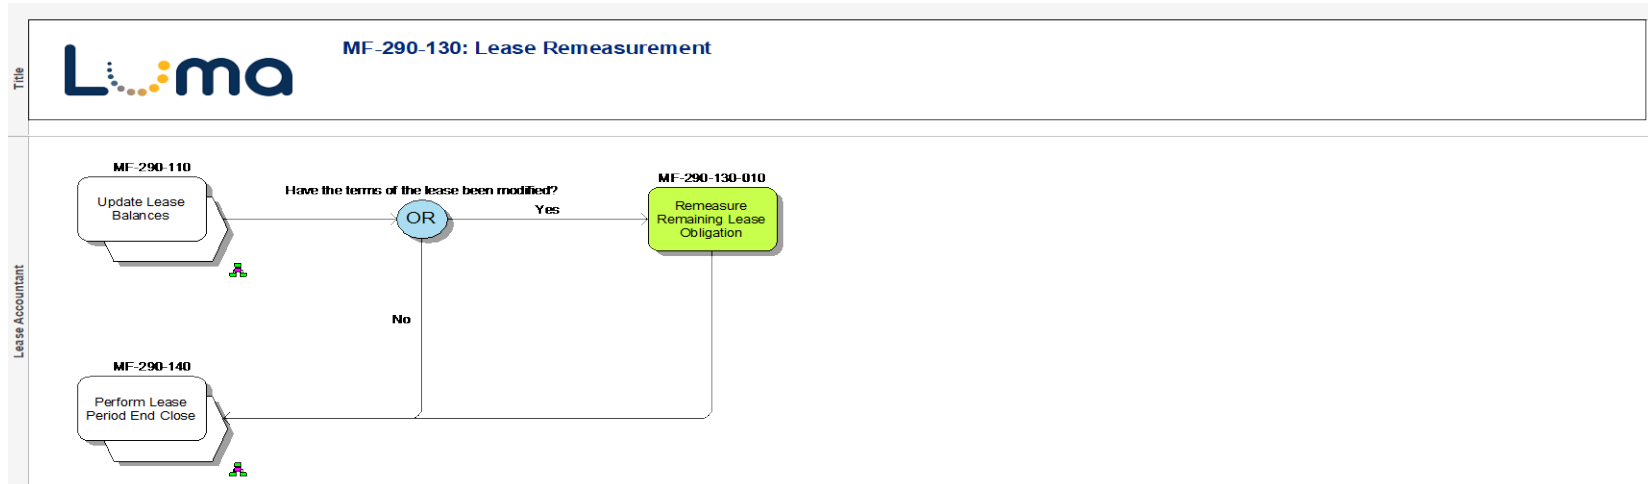 Title
Luma
MF-290-130: Lease Remeasurement
Lease Accountant
MF-290-110
Update Lease
Balances
Have the terms of the lease been modified?
OR
Yes
MF-290-130-010
Remeasure
Remaining Lease
Obligation
No
MF-290-140
Perform Lease
Period End Close